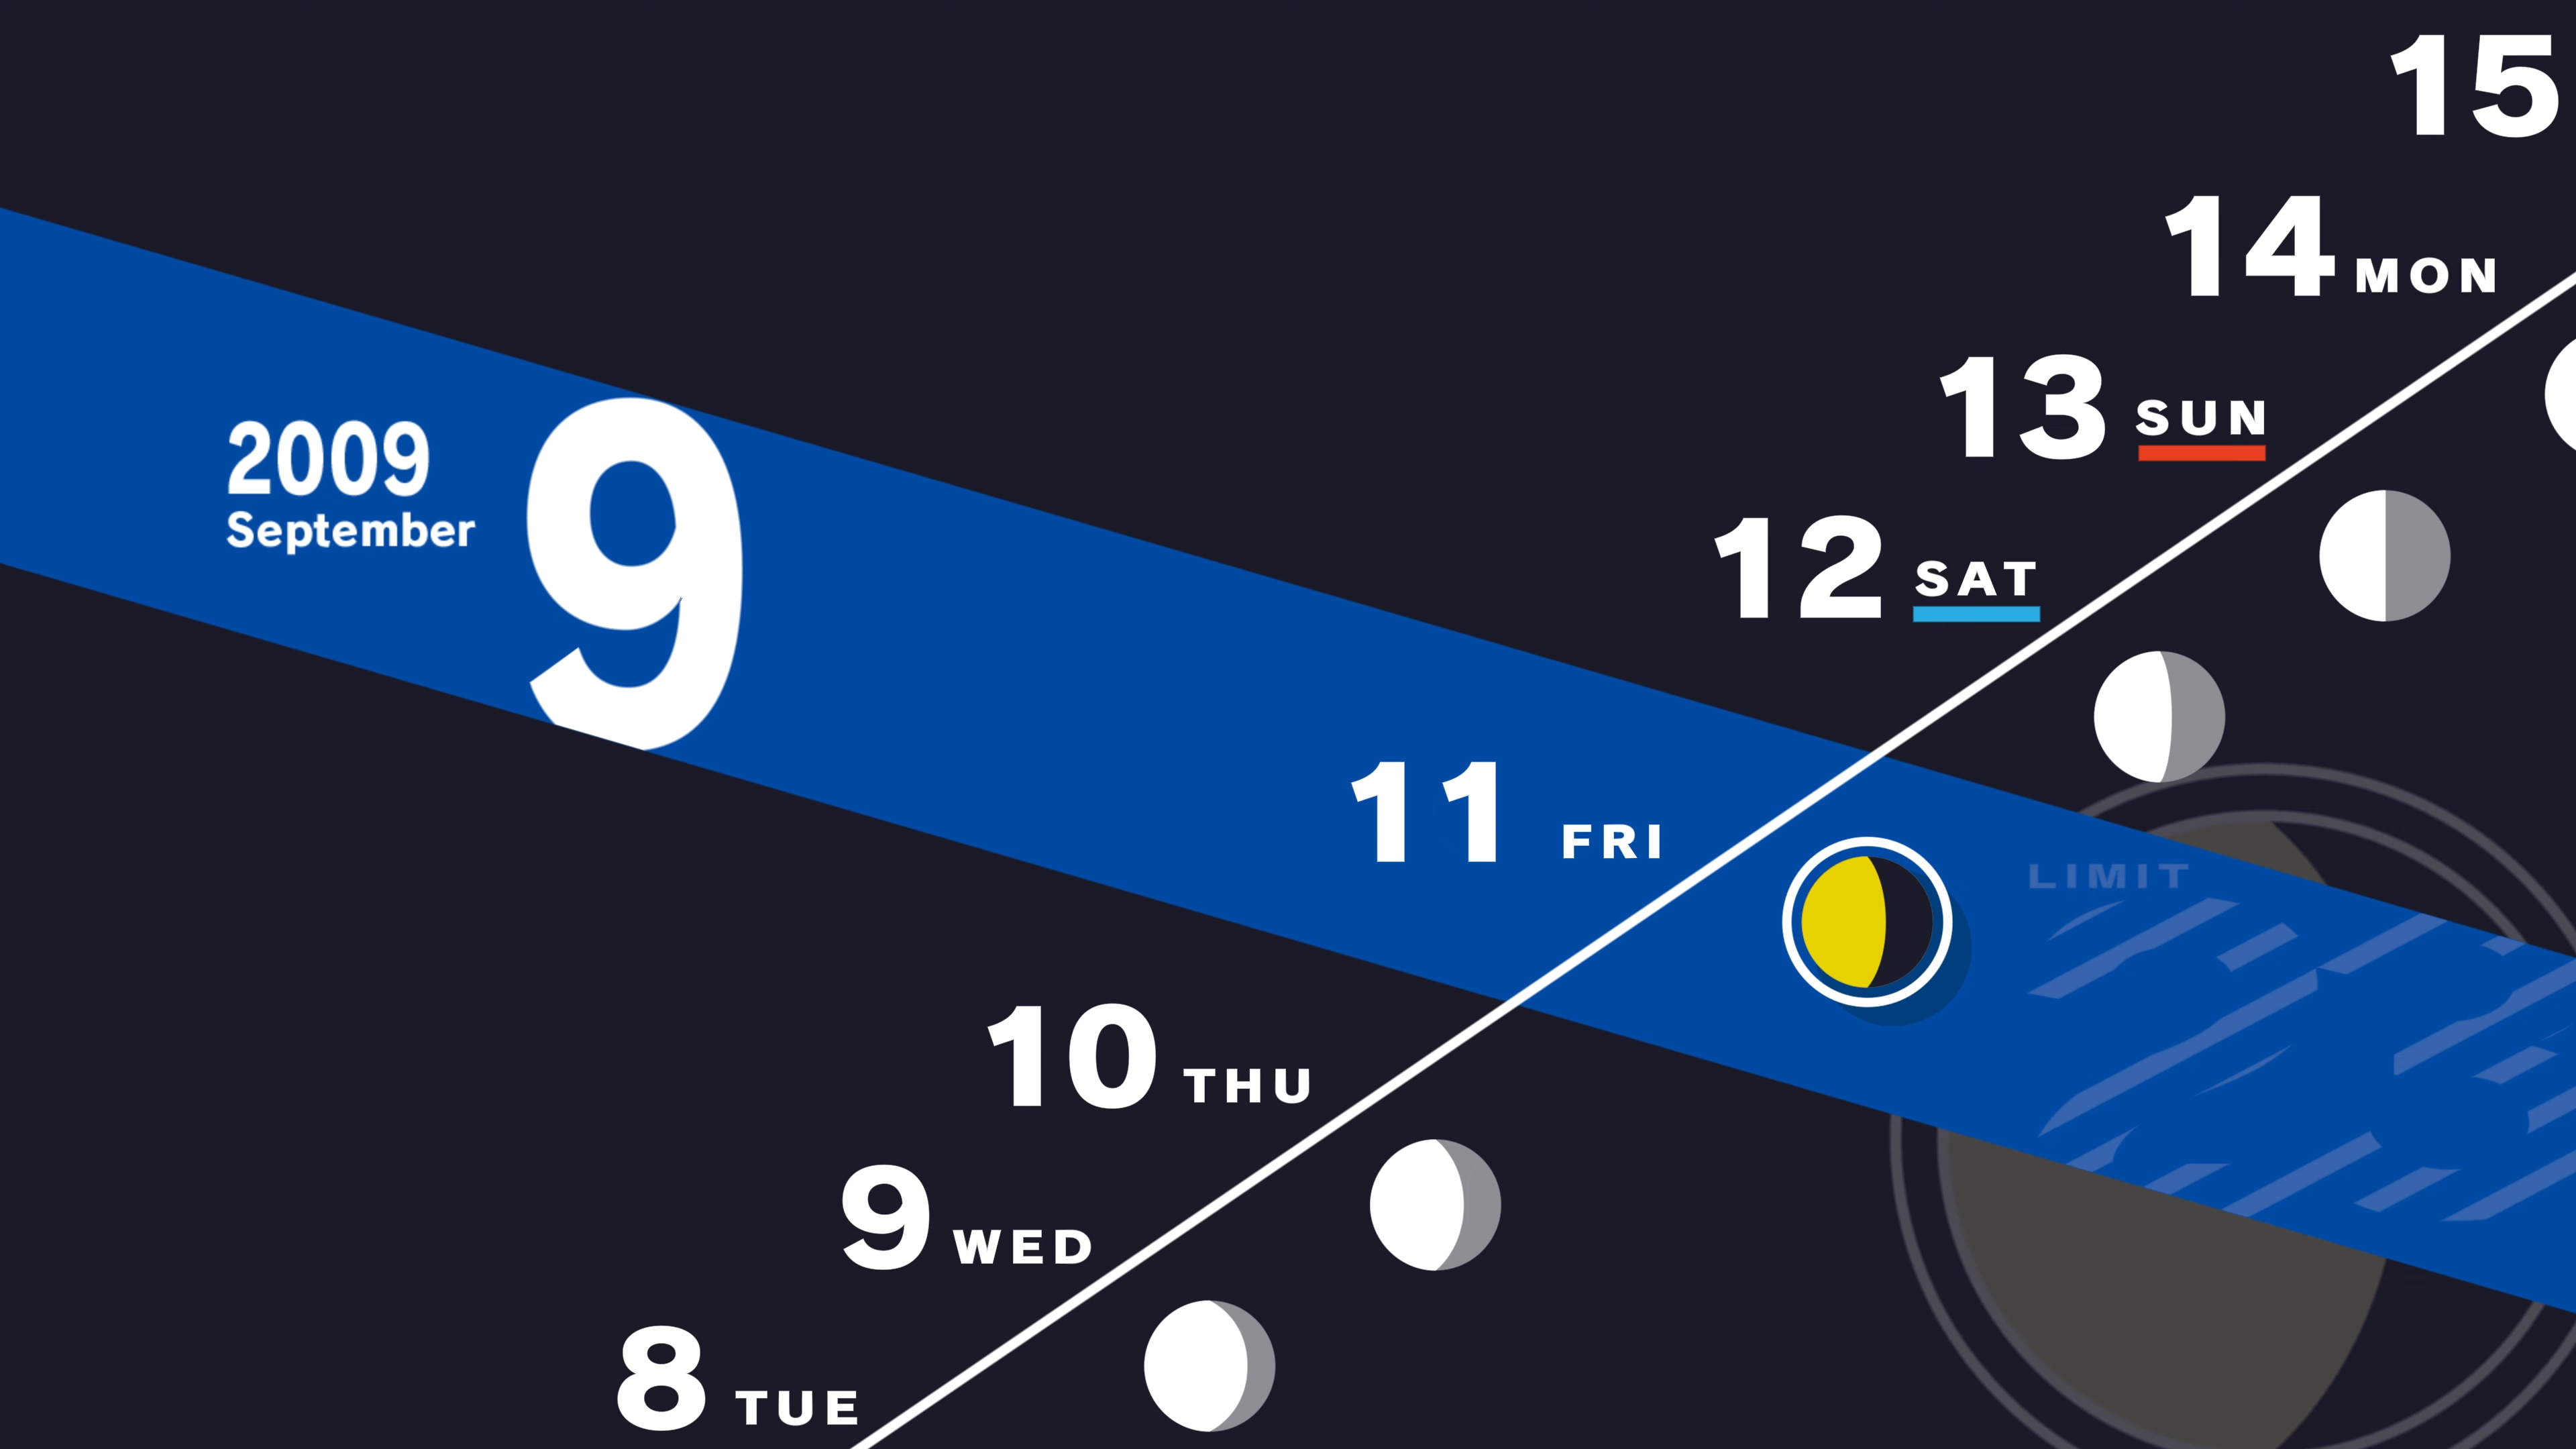 2009
September
9
15
14 MON
13 SUN
12 SAT
11 FRI
LIMIT
10 THU
9 WED
8 TUE